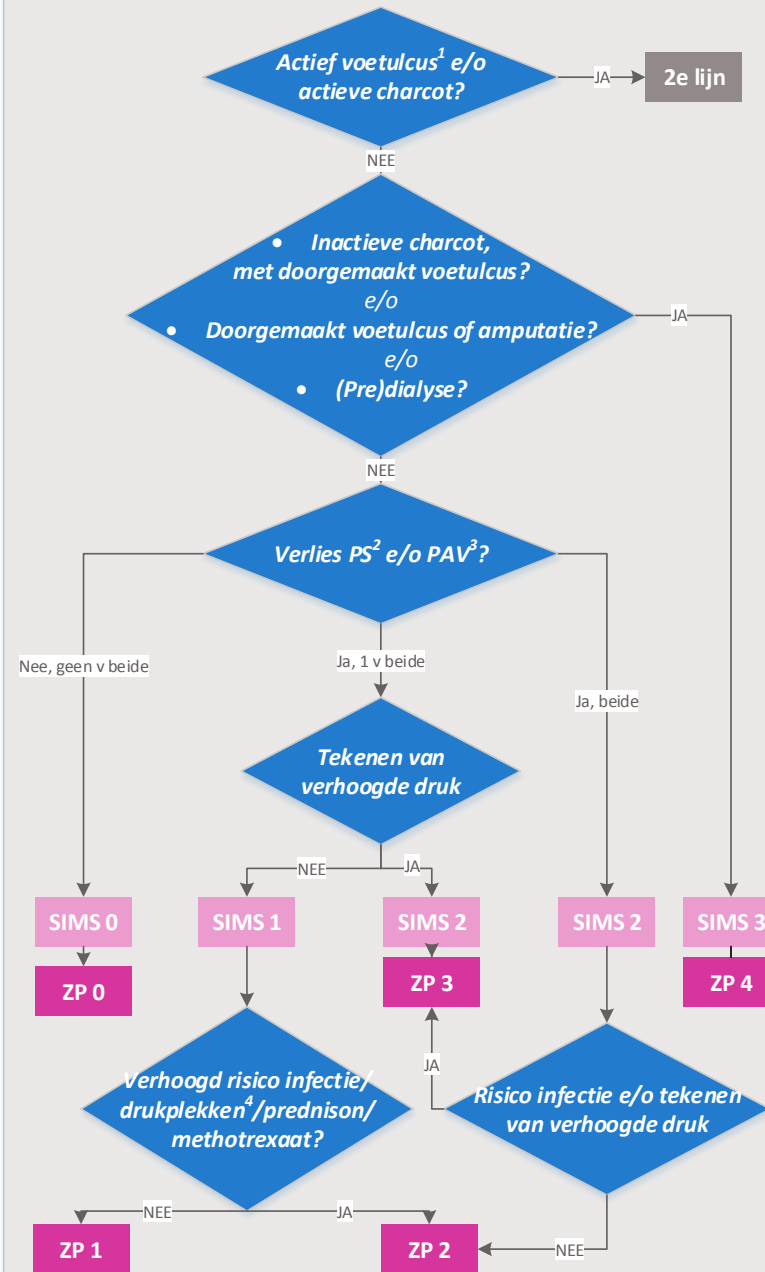 Actief voetulcus¹ e/o
actieve charcot?
JA
2e lijn
NEE
• Inactieve charcot,
met doorgemaakt voetulcus?
e/o
• Doorgemaakt voetulcus of amputatie?
e/o
• (Pre)dialyse?
JA
NEE
Verlies PS² e/o PAV³?
Nee, geen v beide
Ja, 1 v beide
Ja, beide
Tekenen van
verhoogde druk
NEE
JA
SIMS 0
SIMS 1
SIMS 2
SIMS 2
SIMS 3
ZP 0
ZP 3
ZP 4
JA
Verhoogd risico infectie/
drukplekken⁴/prednison/
methotrexaat?
Risico infectie e/o tekenen
van verhoogde druk
NEE
JA
ZP 1
ZP 2
NEE